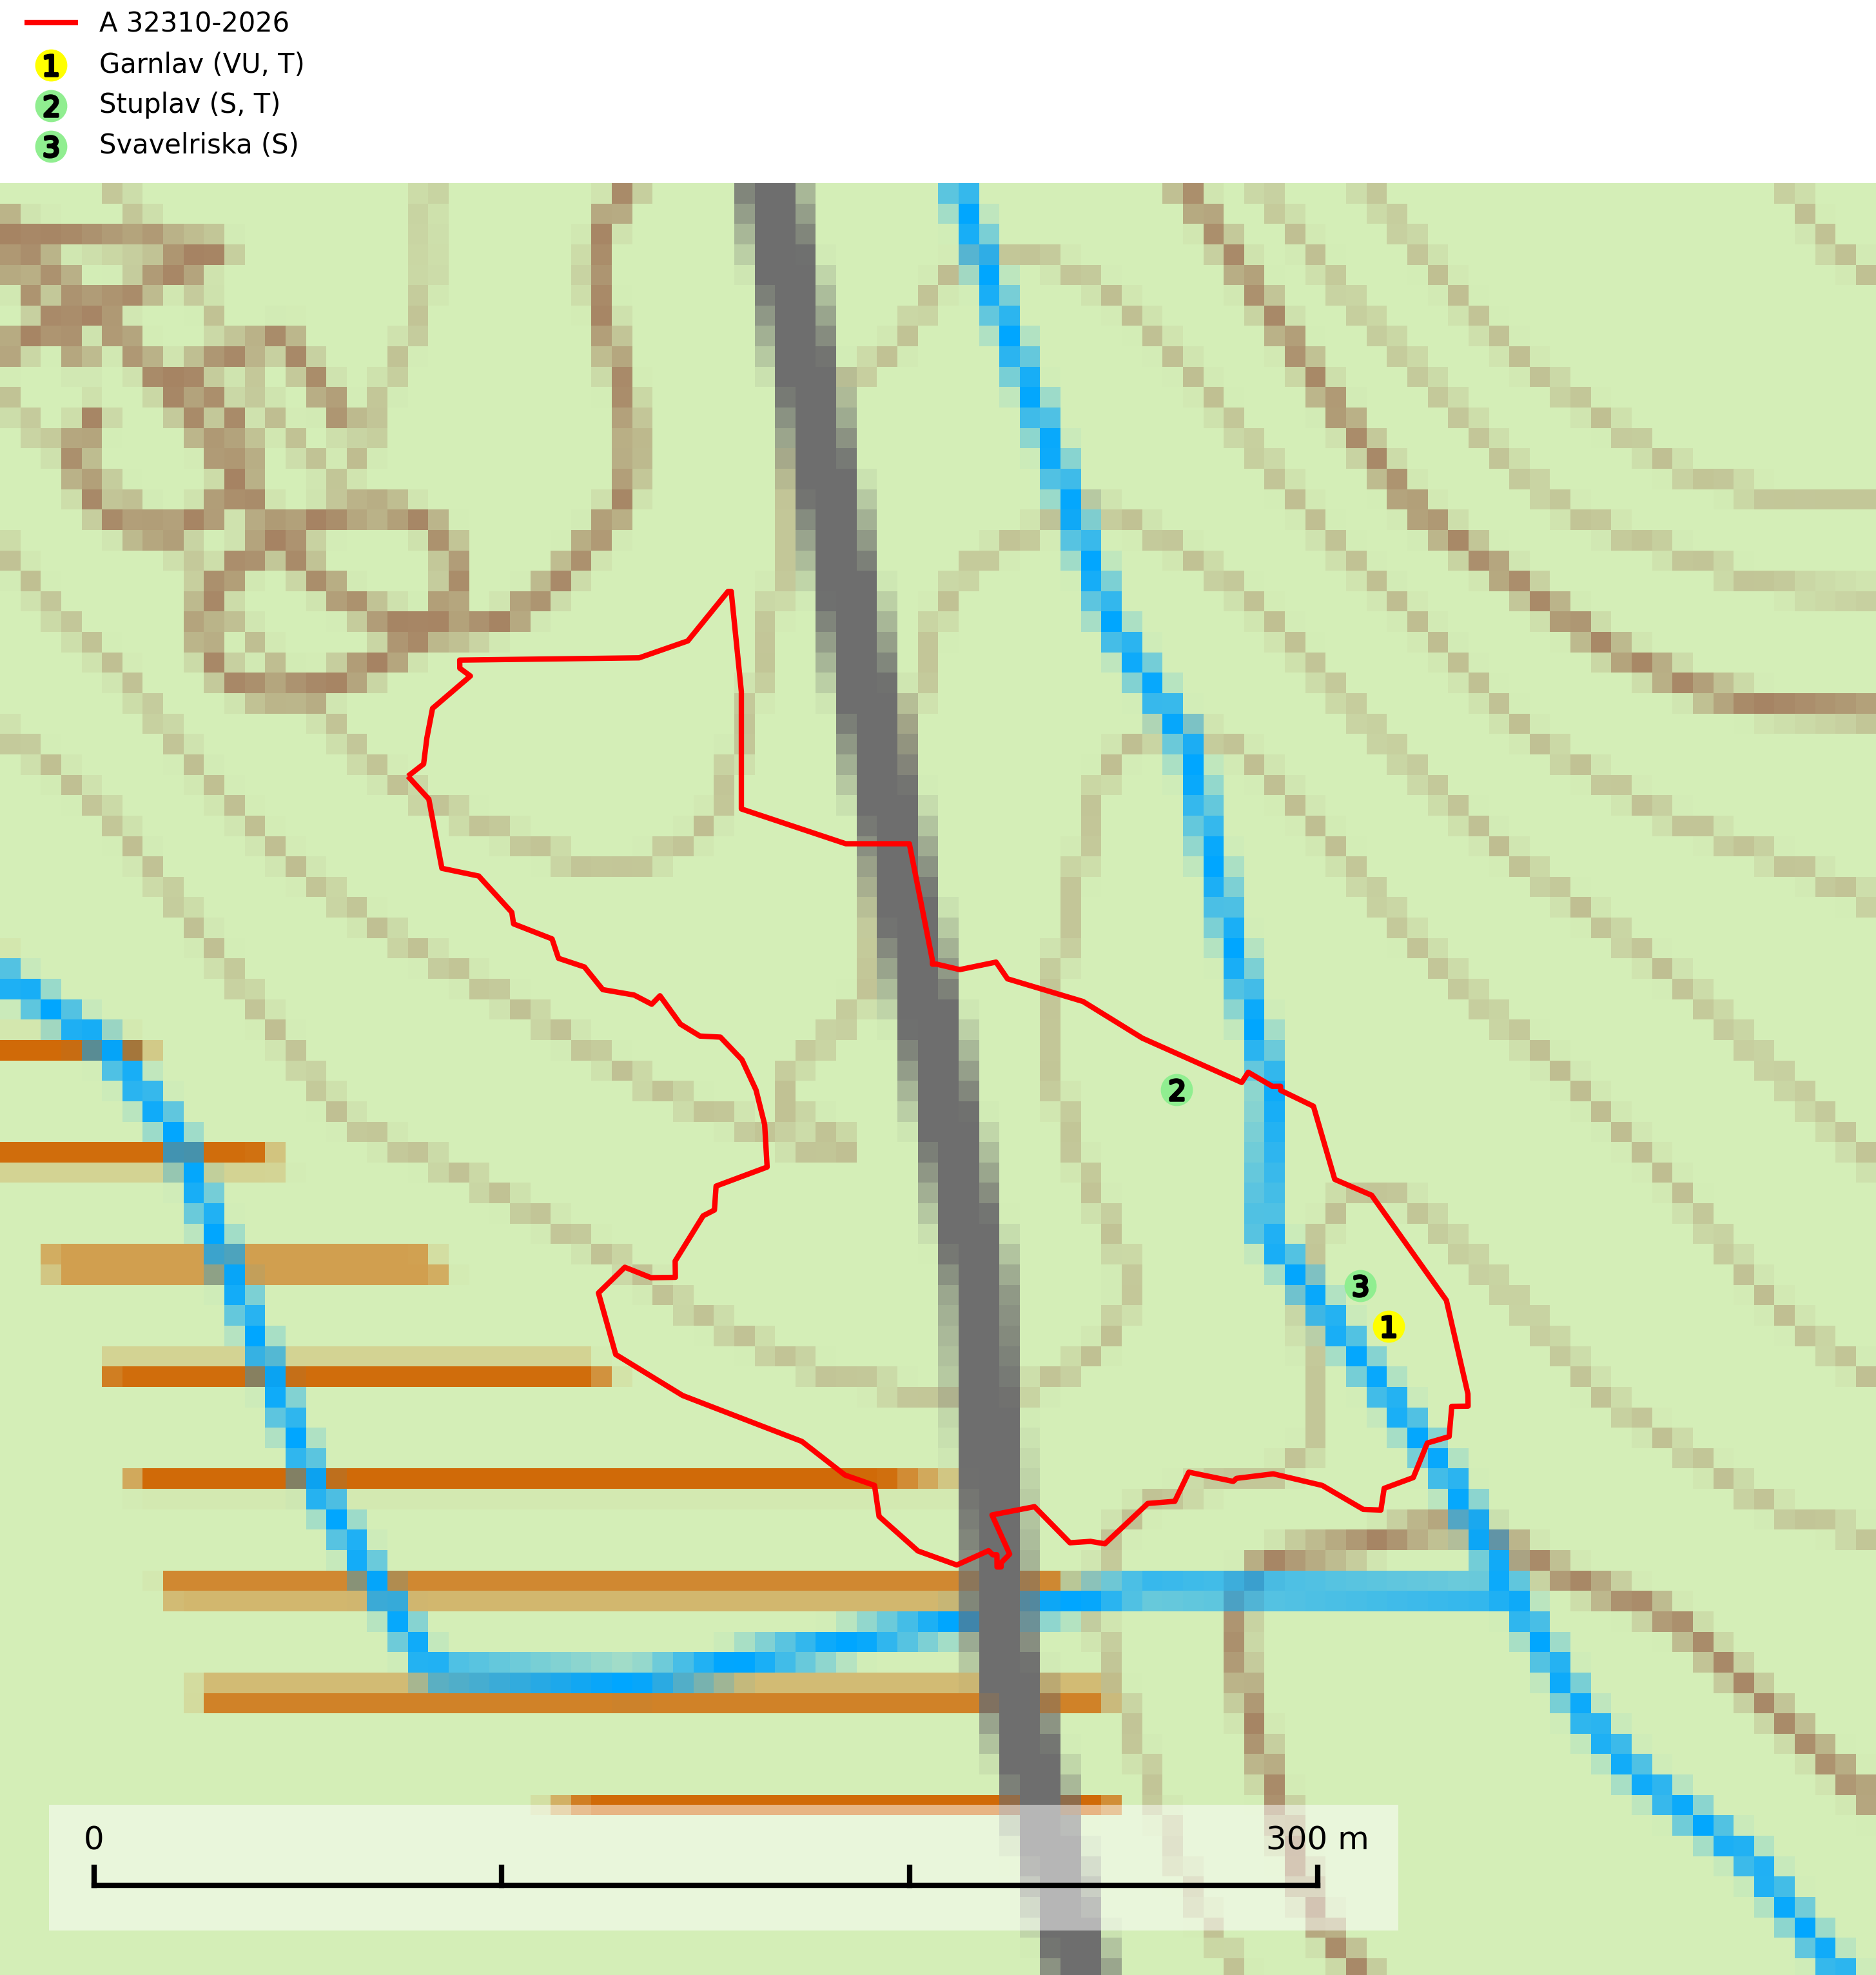 A 32310-2026
1 Garnlav (VU, T)
2 Stuplav (S, T)
3 Svavelriska (S)
2
3
1
0 300 m